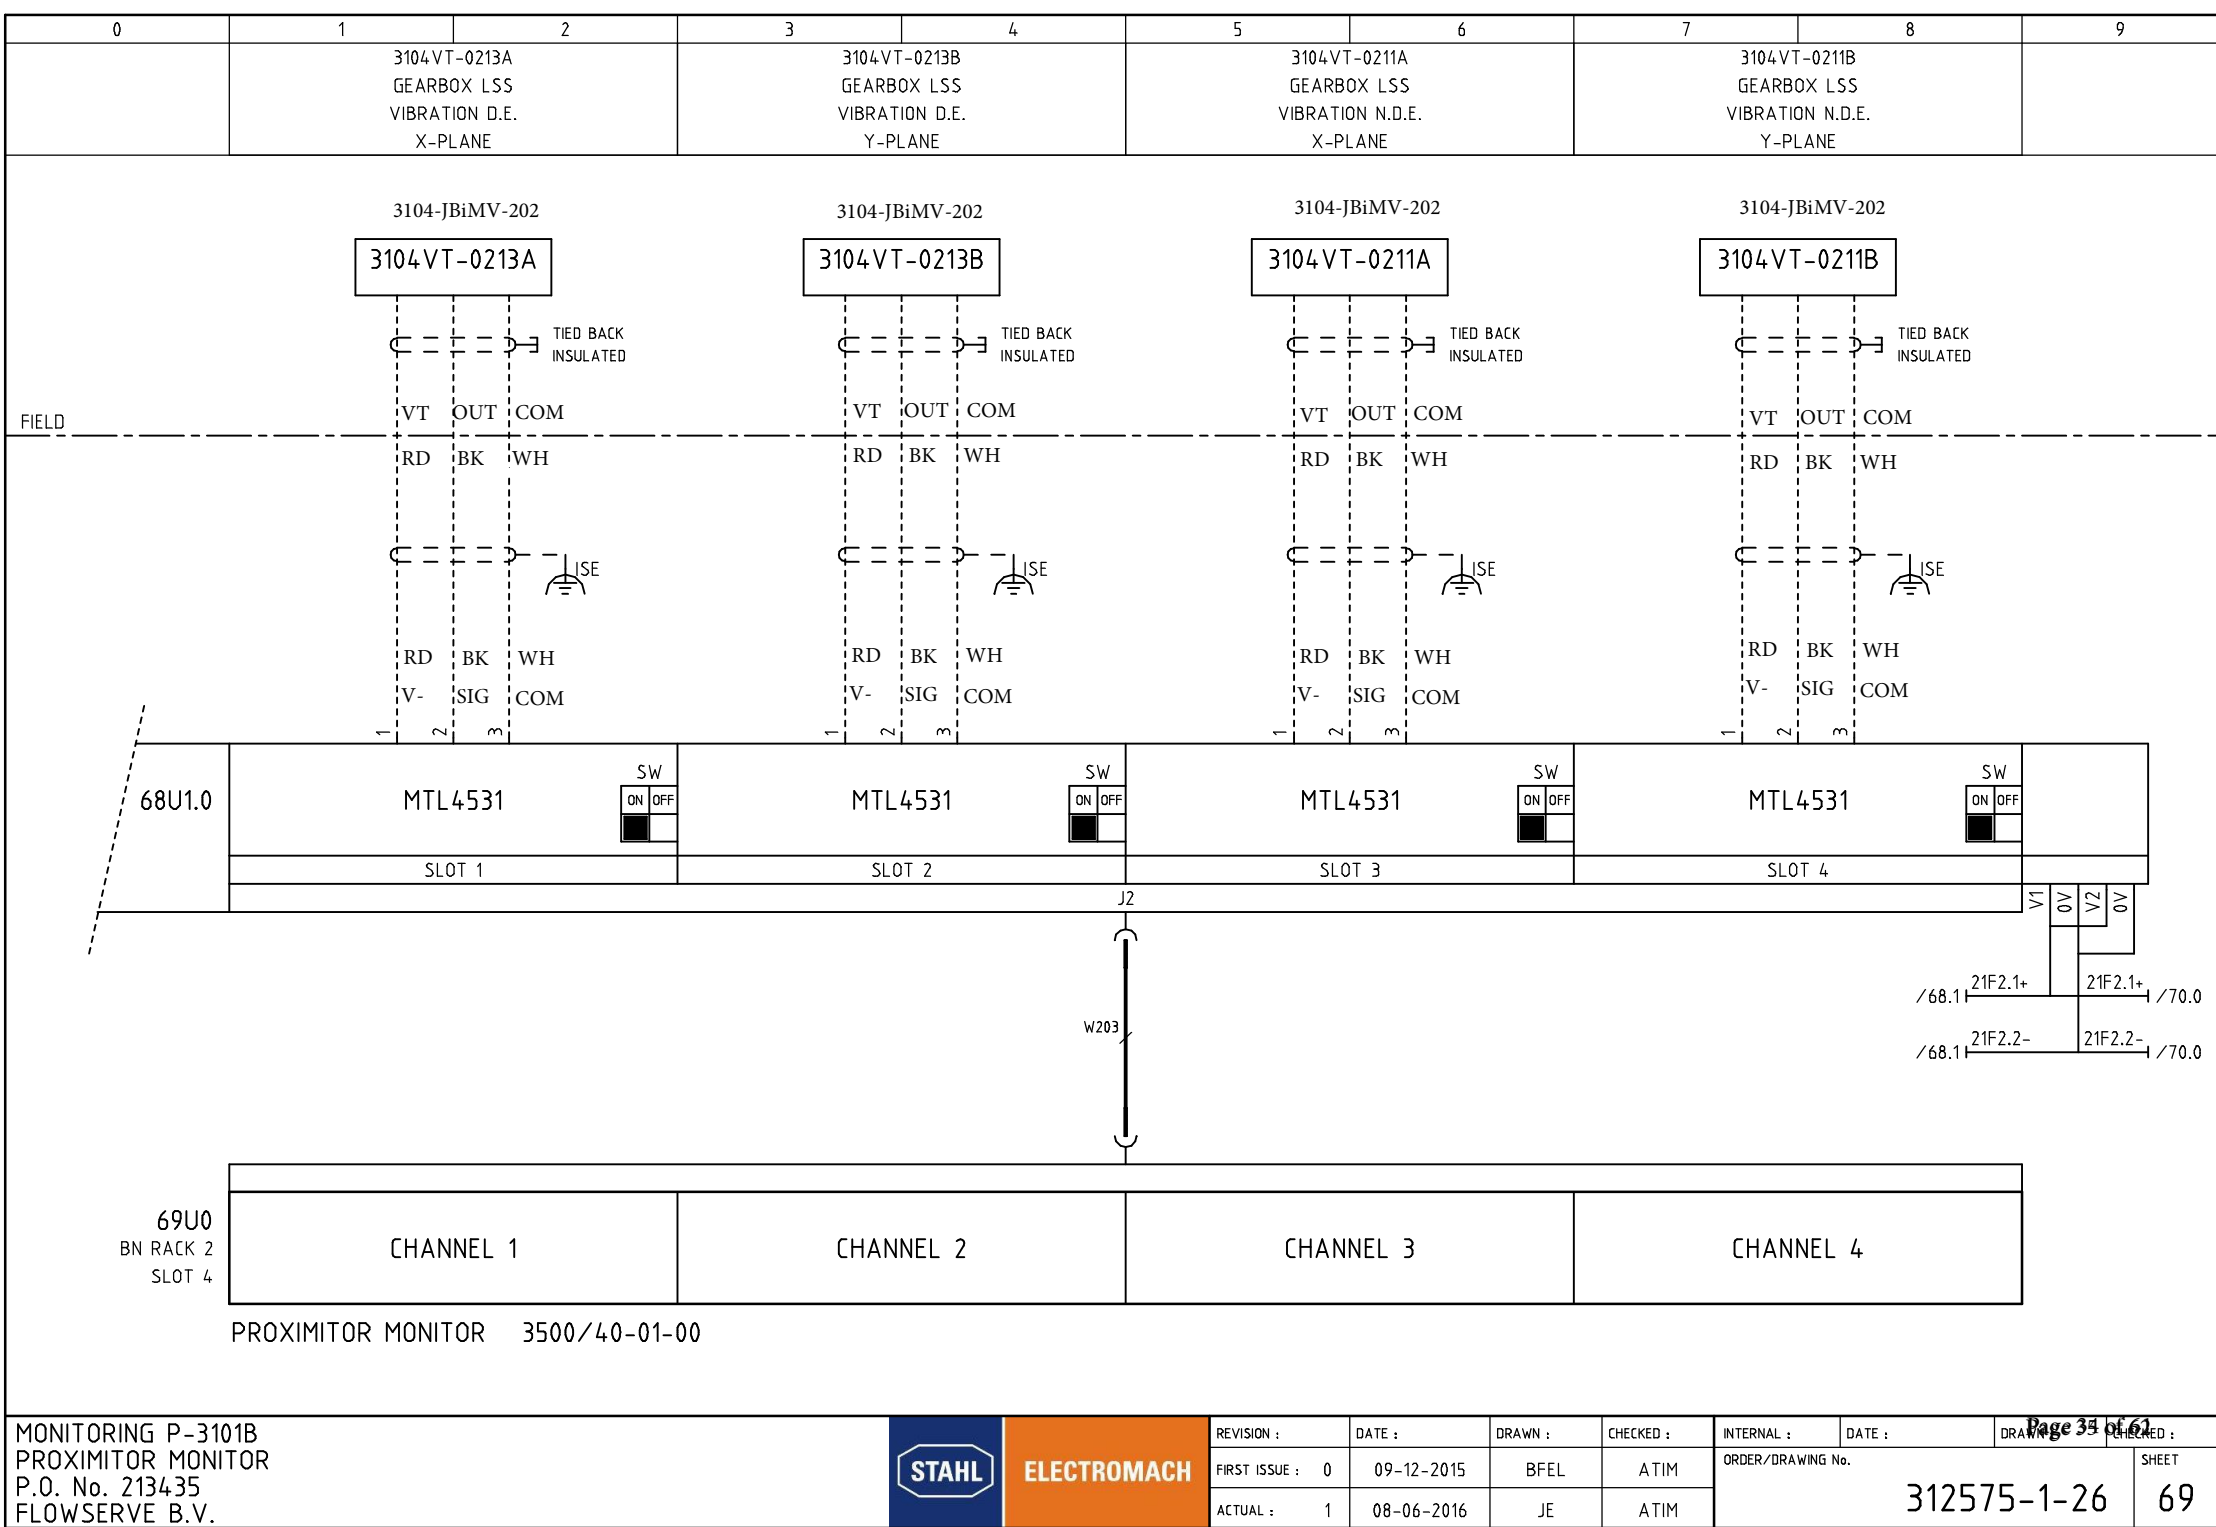 0 1 2 3 4 5 6 7 8 9
3104VT-0213A 3104VT-0213B 3104VT-0211A 3104VT-0211B
GEARBOX LSS GEARBOX LSS GEARBOX LSS GEARBOX LSS
VIBRATION D.E. VIBRATION D.E. VIBRATION N.D.E. VIBRATION N.D.E.
X-PLANE Y-PLANE X-PLANE Y-PLANE
3104-JBiMV-202 3104-JBiMV-202 3104-JBiMV-202 3104-JBiMV-202
3104VT-0213A 3104VT-0213B 3104VT-0211A 3104VT-0211B
TIED BACK TIED BACK TIED BACK TIED BACK
INSULATED INSULATED INSULATED INSULATED
VT OUT COM VT OUT COM VT OUT COM VT OUT COM
FIELD
RD BK WH RD BK WH RD BK WH RD BK WH
ISE ISE ISE ISE
RD BK WH RD BK WH RD BK WH RD BK WH
V- SIG COM V- SIG COM V- SIG COM V- SIG COM
1 2 3 1 2 3 1 2 3 1 2 3
SW SW SW SW
68U1.0 MTL4531 ON OFF MTL4531 ON OFF MTL4531 ON OFF MTL4531 ON OFF
SLOT 1 SLOT 2 SLOT 3 SLOT 4
J2 V1 0V V2 0V
/68.1 21F2.1+ 21F2.1+ /70.0
W203
/68.1 21F2.2- 21F2.2- /70.0
69U0
BN RACK 2 CHANNEL 1 CHANNEL 2 CHANNEL 3 CHANNEL 4
SLOT 4
PROXIMITOR MONITOR 3500/40-01-00
MONITORING P-3101B
PROXIMITOR MONITOR
P.O. No. 213435
FLOWSERVE B.V.
STAHL ELECTROMACH
REVISION : DATE : DRAWN : CHECKED : INTERNAL : DATE :
FIRST ISSUE : 0 09-12-2015 BFEL ATIM
ACTUAL : 1 08-06-2016 JE ATIM
ORDER/DRAWING No. SHEET
312575-1-26 69